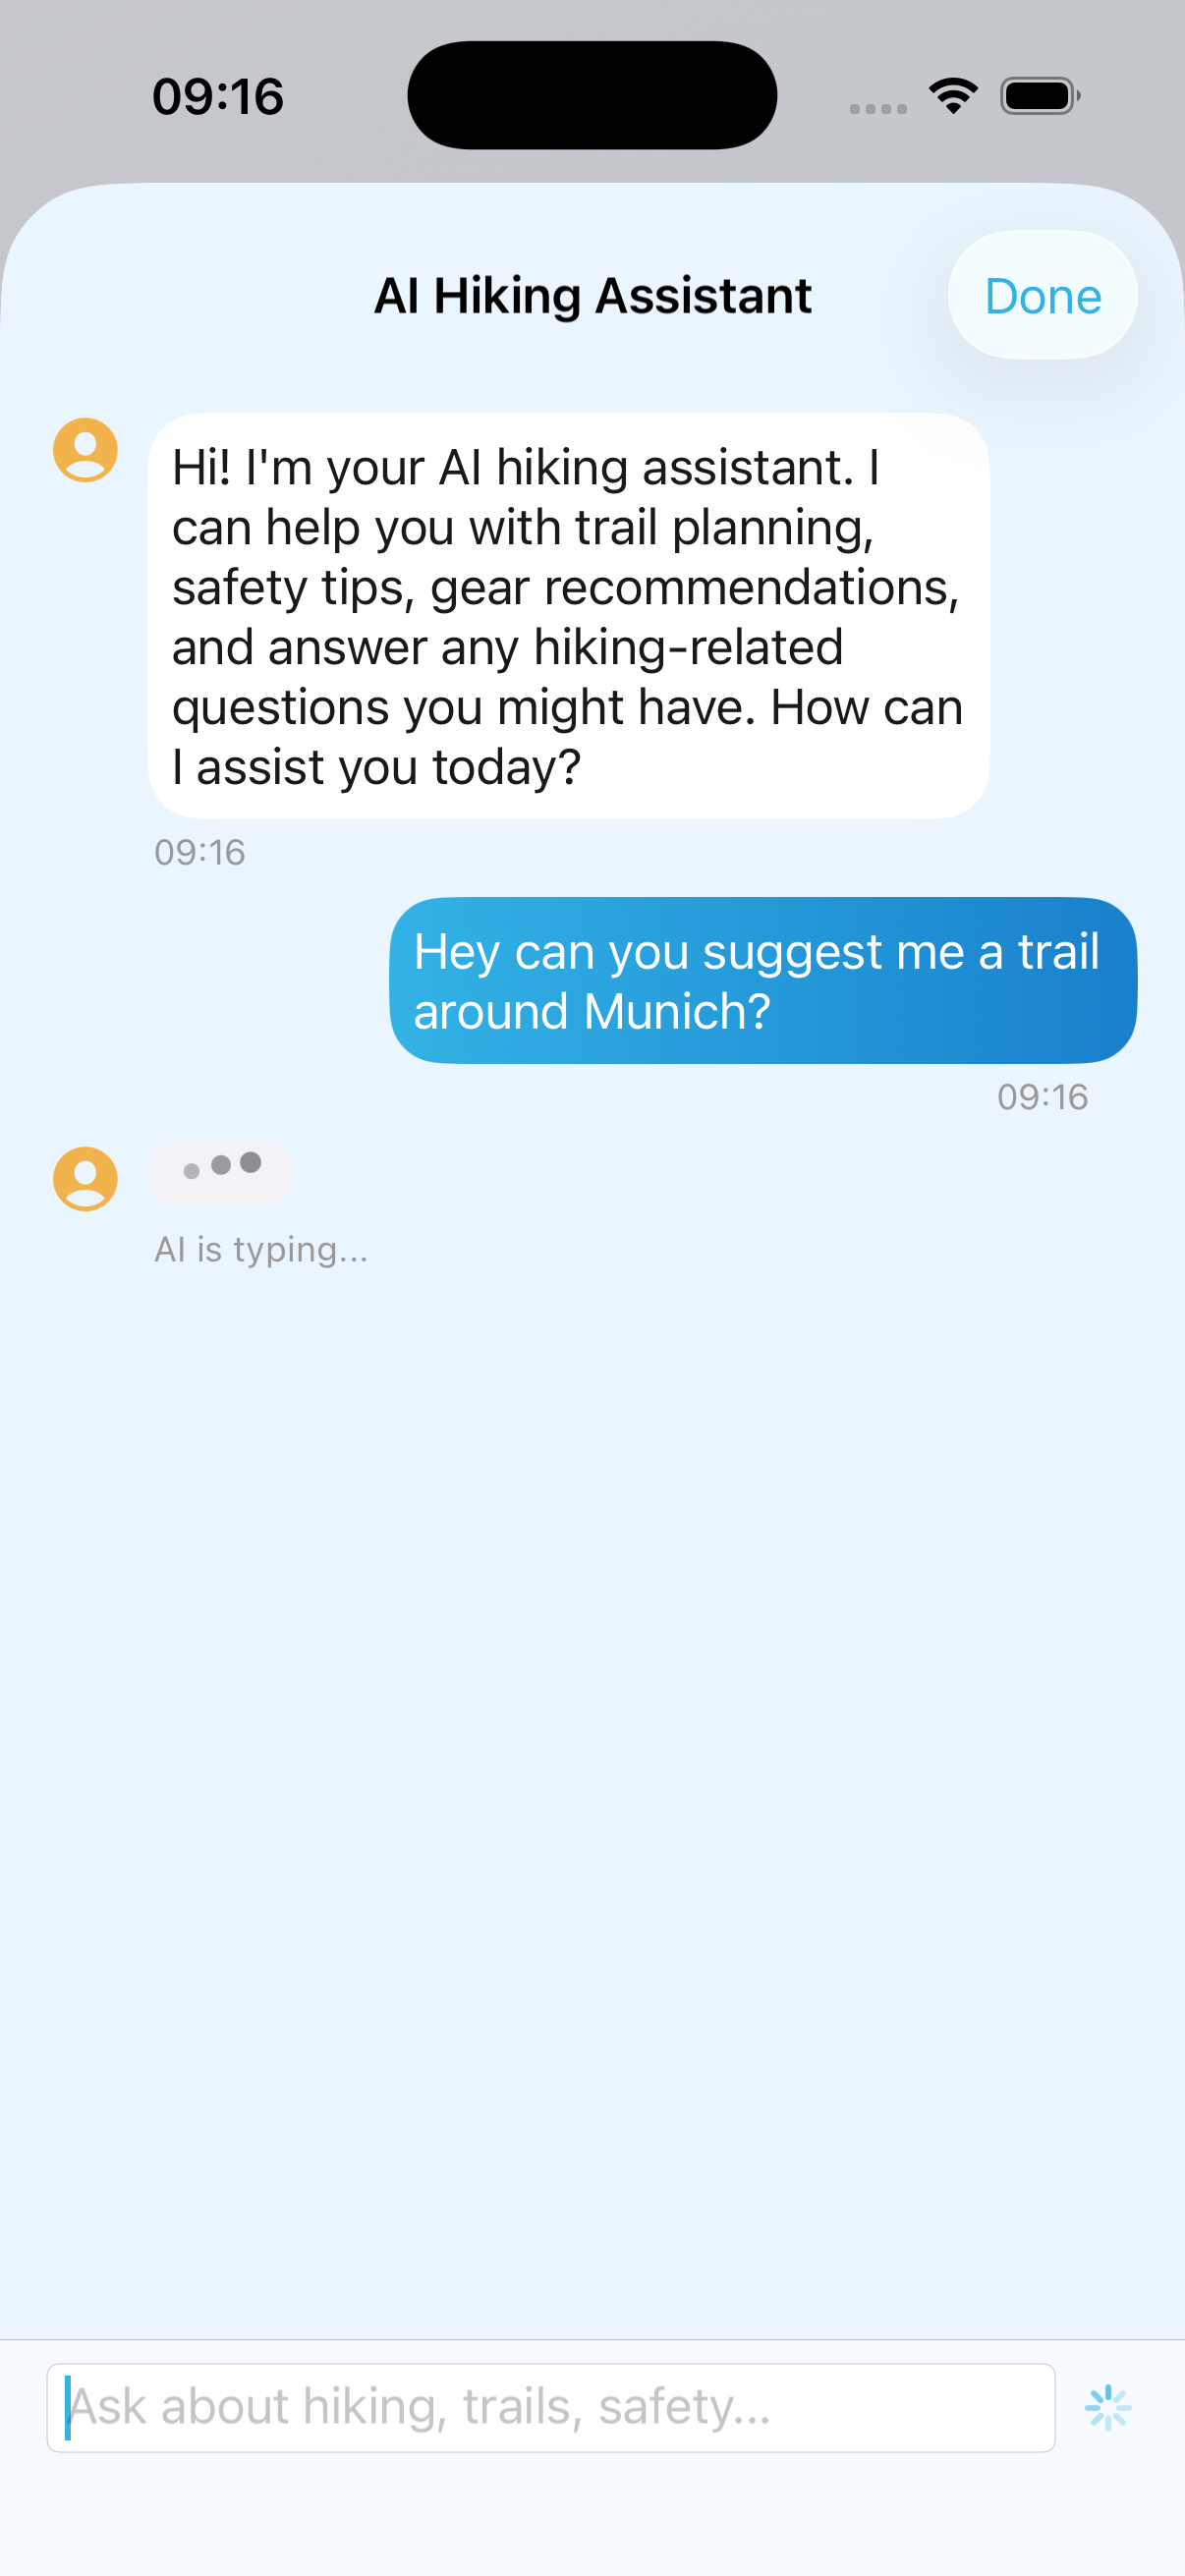 09:16
AI Hiking Assistant
Done
Hi! I'm your AI hiking assistant. I
can help you with trail planning,
safety tips, gear recommendations,
and answer any hiking-related
questions you might have. How can
I assist you today?
09:16
Hey can you suggest me a trail
around Munich?
09:16
AI is typing...
Ask about hiking, trails, safety...